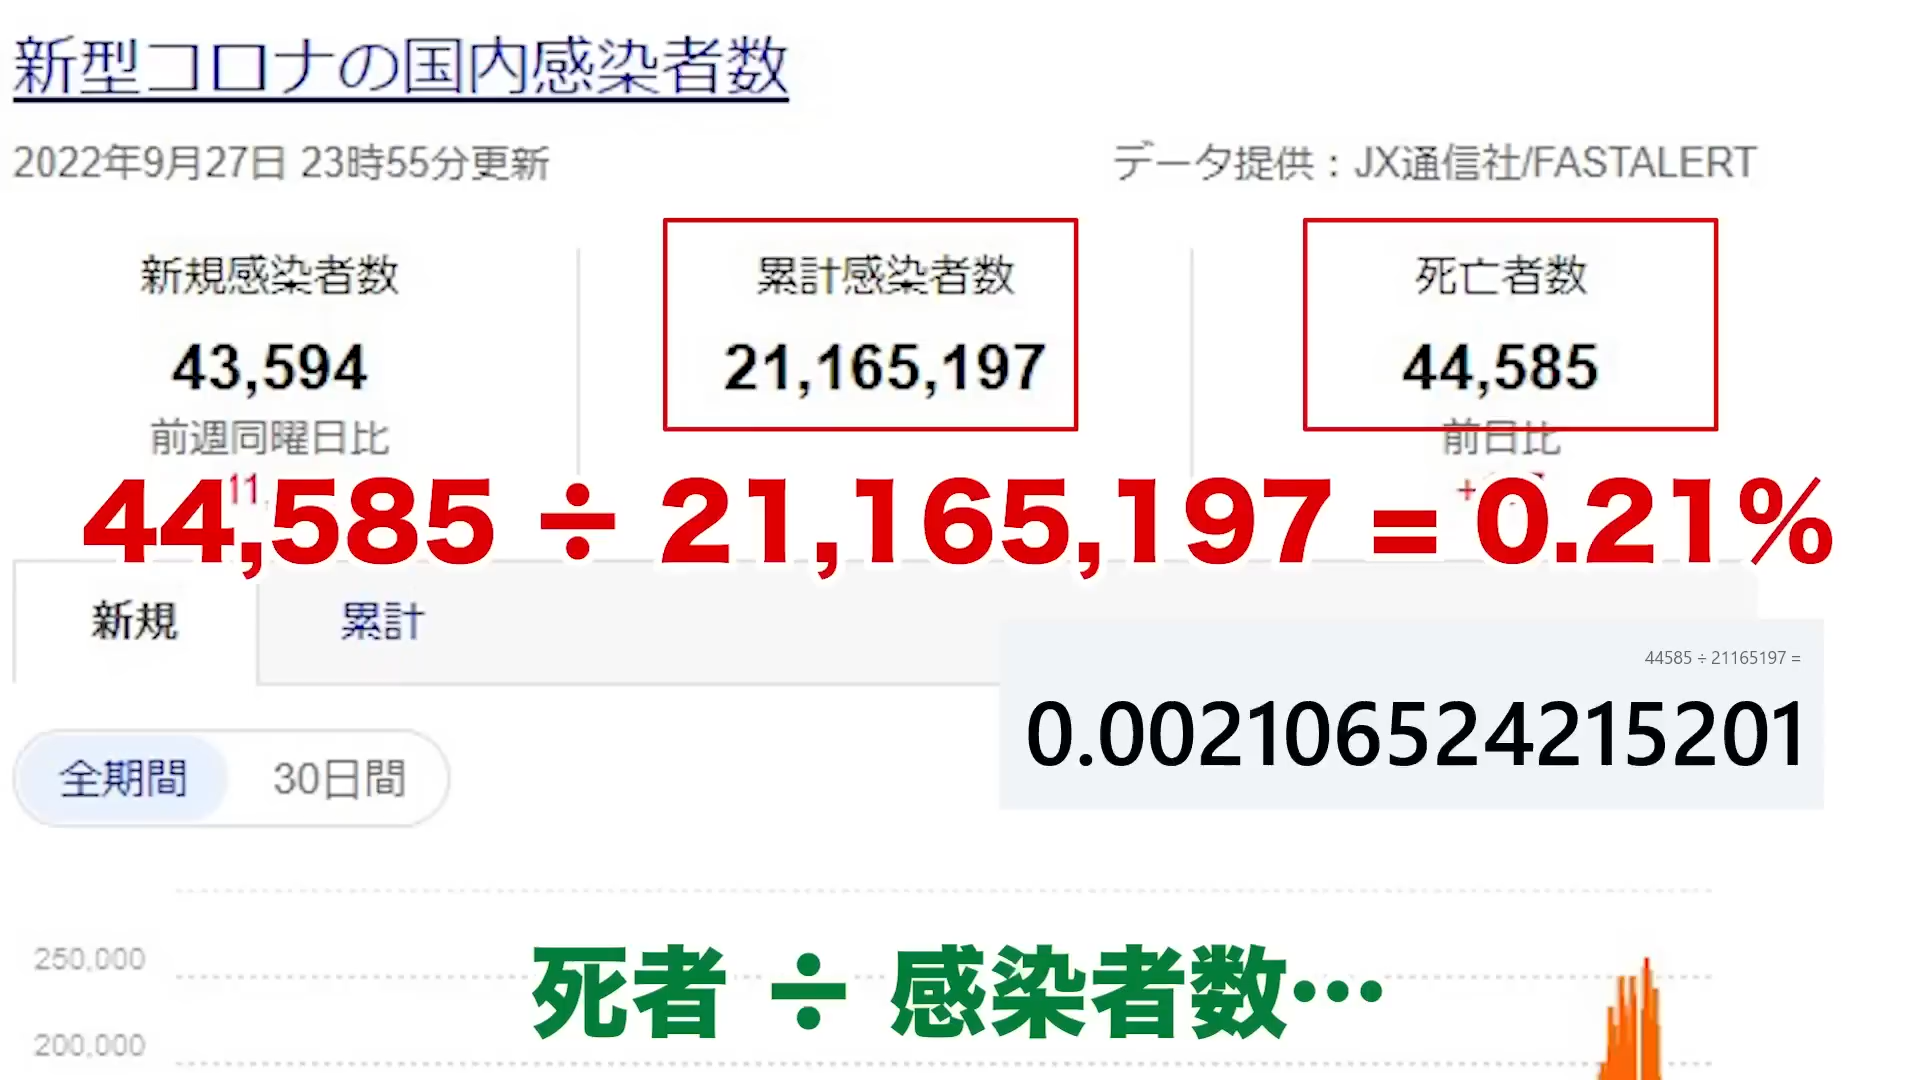 新型コロナの国内感染者数
2022年9月27日 23時55分更新
データ提供：JX通信社/FASTALERT
新規感染者数
43,594
前週同曜日比
累計感染者数
21,165,197
死亡者数
44,585
前日比
44,585 ÷ 21,165,197 = 0.21%
新規
累計
44585 ÷ 21165197 =
0.002106524215201
全期間
30日間
250,000
200,000
死者 ÷ 感染者数…